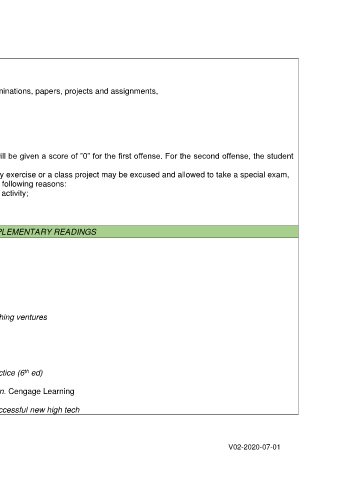 minations, papers, projects and assignments,
ill be given a score of "0" for the first offense. For the second offense, the student
y exercise or a class project may be excused and allowed to take a special exam,
following reasons:
activity;
PLEMENTARY READINGS
hing ventures
ctice (6th ed)
n. Cengage Learning
ccessful new high tech
V02-2020-07-01